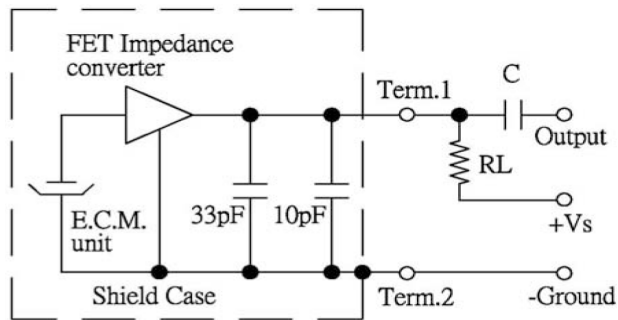 FET Impedance
converter
Term.1
C
Output
RL
+Vs
33pF
10pF
E.C.M.
unit
Shield Case
Term.2
-Ground